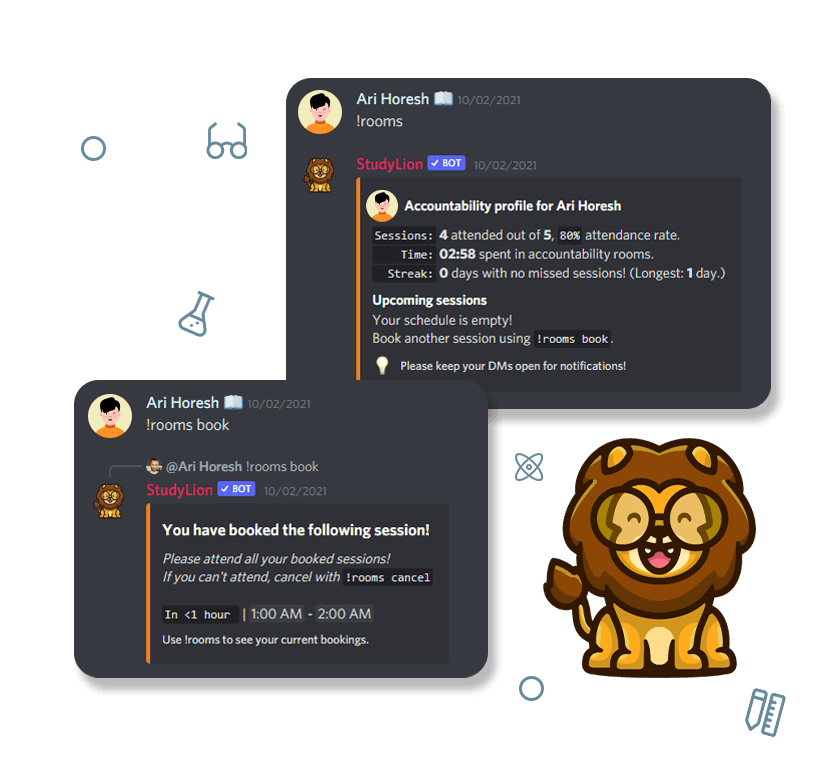 Ari Horesh 📖 10/02/2021
!rooms
StudyLion ✓ BOT 10/02/2021
Accountability profile for Ari Horesh
Sessions: 4 attended out of 5, 80% attendance rate.
Time: 02:58 spent in accountability rooms.
Streak: 0 days with no missed sessions! (Longest: 1 day.)
Upcoming sessions
Your schedule is empty!
Book another session using !rooms book.
Please keep your DMs open for notifications!
Ari Horesh 📖 10/02/2021
!rooms book
@Ari Horesh !rooms book
StudyLion ✓ BOT 10/02/2021
You have booked the following session!
Please attend all your booked sessions!
If you can't attend, cancel with !rooms cancel
In <1 hour | 1:00 AM - 2:00 AM
Use !rooms to see your current bookings.